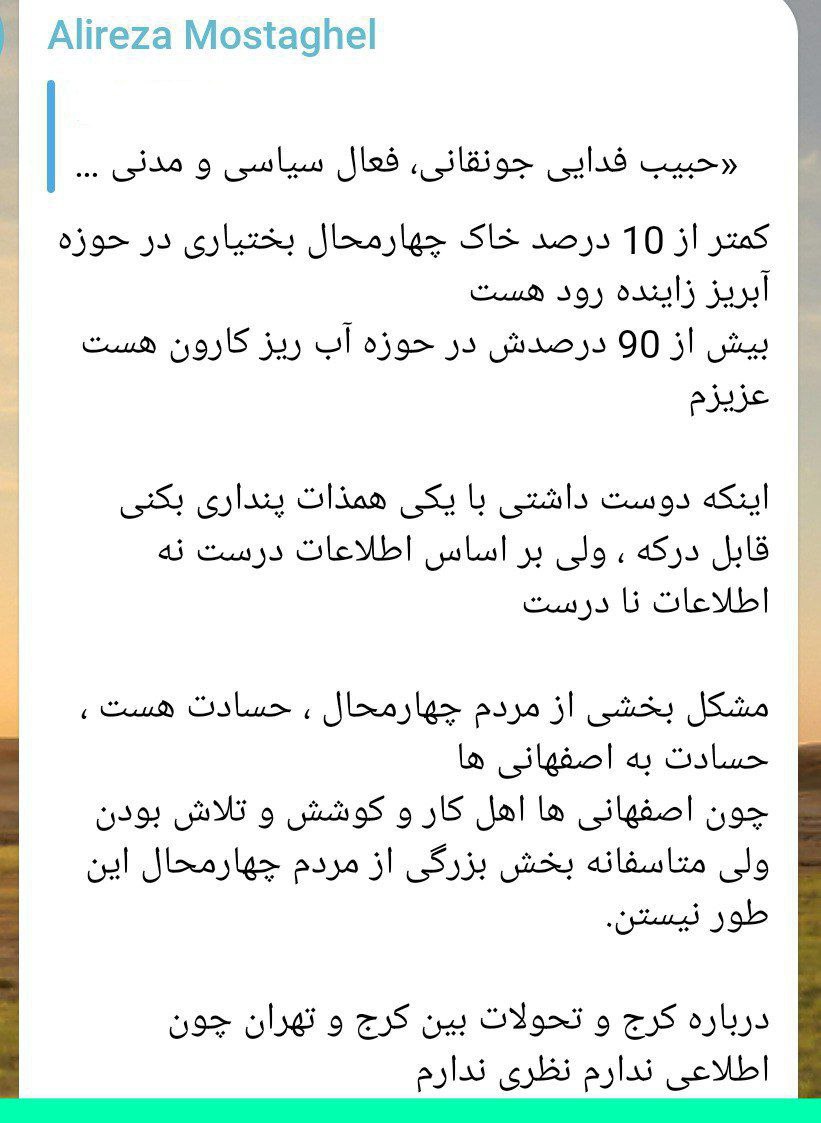 Alireza Mostaghel
«حبیب فدایی جونقانی، فعال سیاسی و مدنی ...
کمتر از 10 درصد خاک چهارمحال بختیاری در حوزه
آبریز زاینده رود هست
بیش از 90 درصدش در حوزه آب ریز کارون هست
عزیزم
اینکه دوست داشتی با یکی همذات پنداری بکنی
قابل درکه ، ولی بر اساس اطلاعات درست نه
اطلاعات نا درست
مشکل بخشی از مردم چهارمحال ، حسادت هست ،
حسادت به اصفهانی ها
چون اصفهانی ها اهل کار و کوشش و تلاش بودن
ولی متاسفانه بخش بزرگی از مردم چهارمحال این
طور نیستن.
درباره کرج و تحولات بین کرج و تهران چون
اطلاعی ندارم نظری ندارم